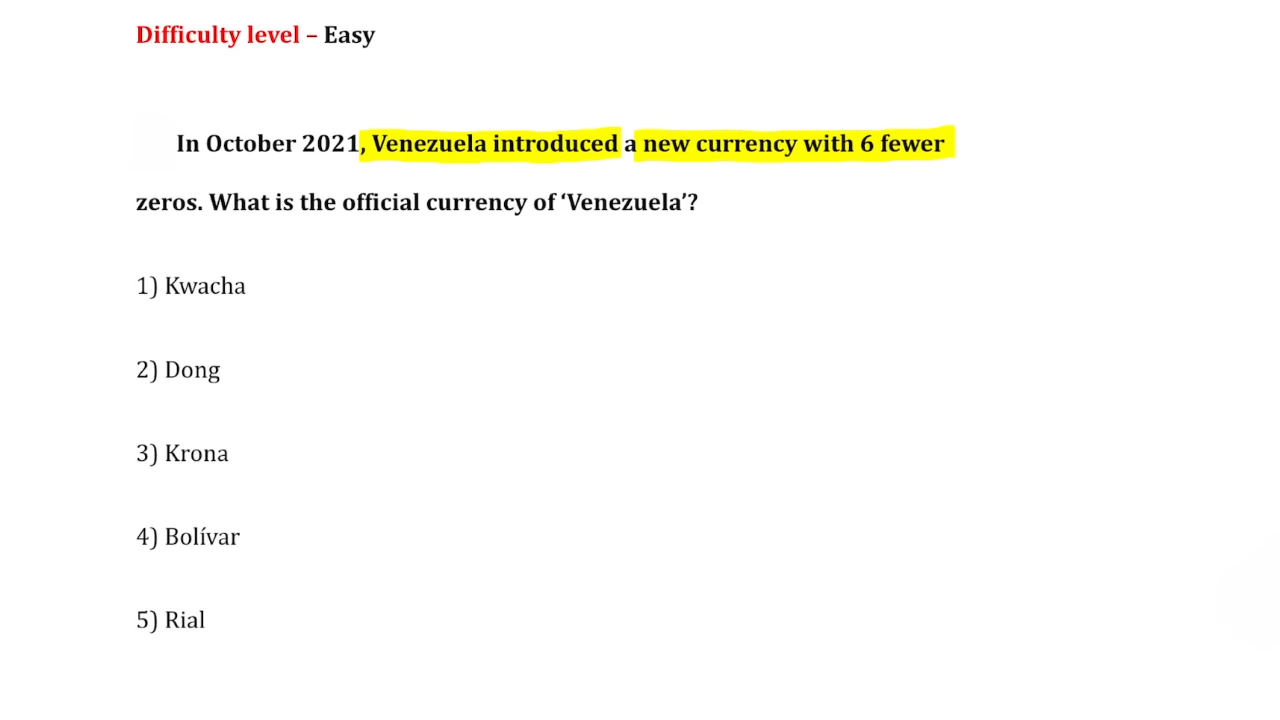 Difficulty level – Easy
In October 2021, Venezuela introduced a new currency with 6 fewer
zeros. What is the official currency of ‘Venezuela’?
1) Kwacha
2) Dong
3) Krona
4) Bolívar
5) Rial